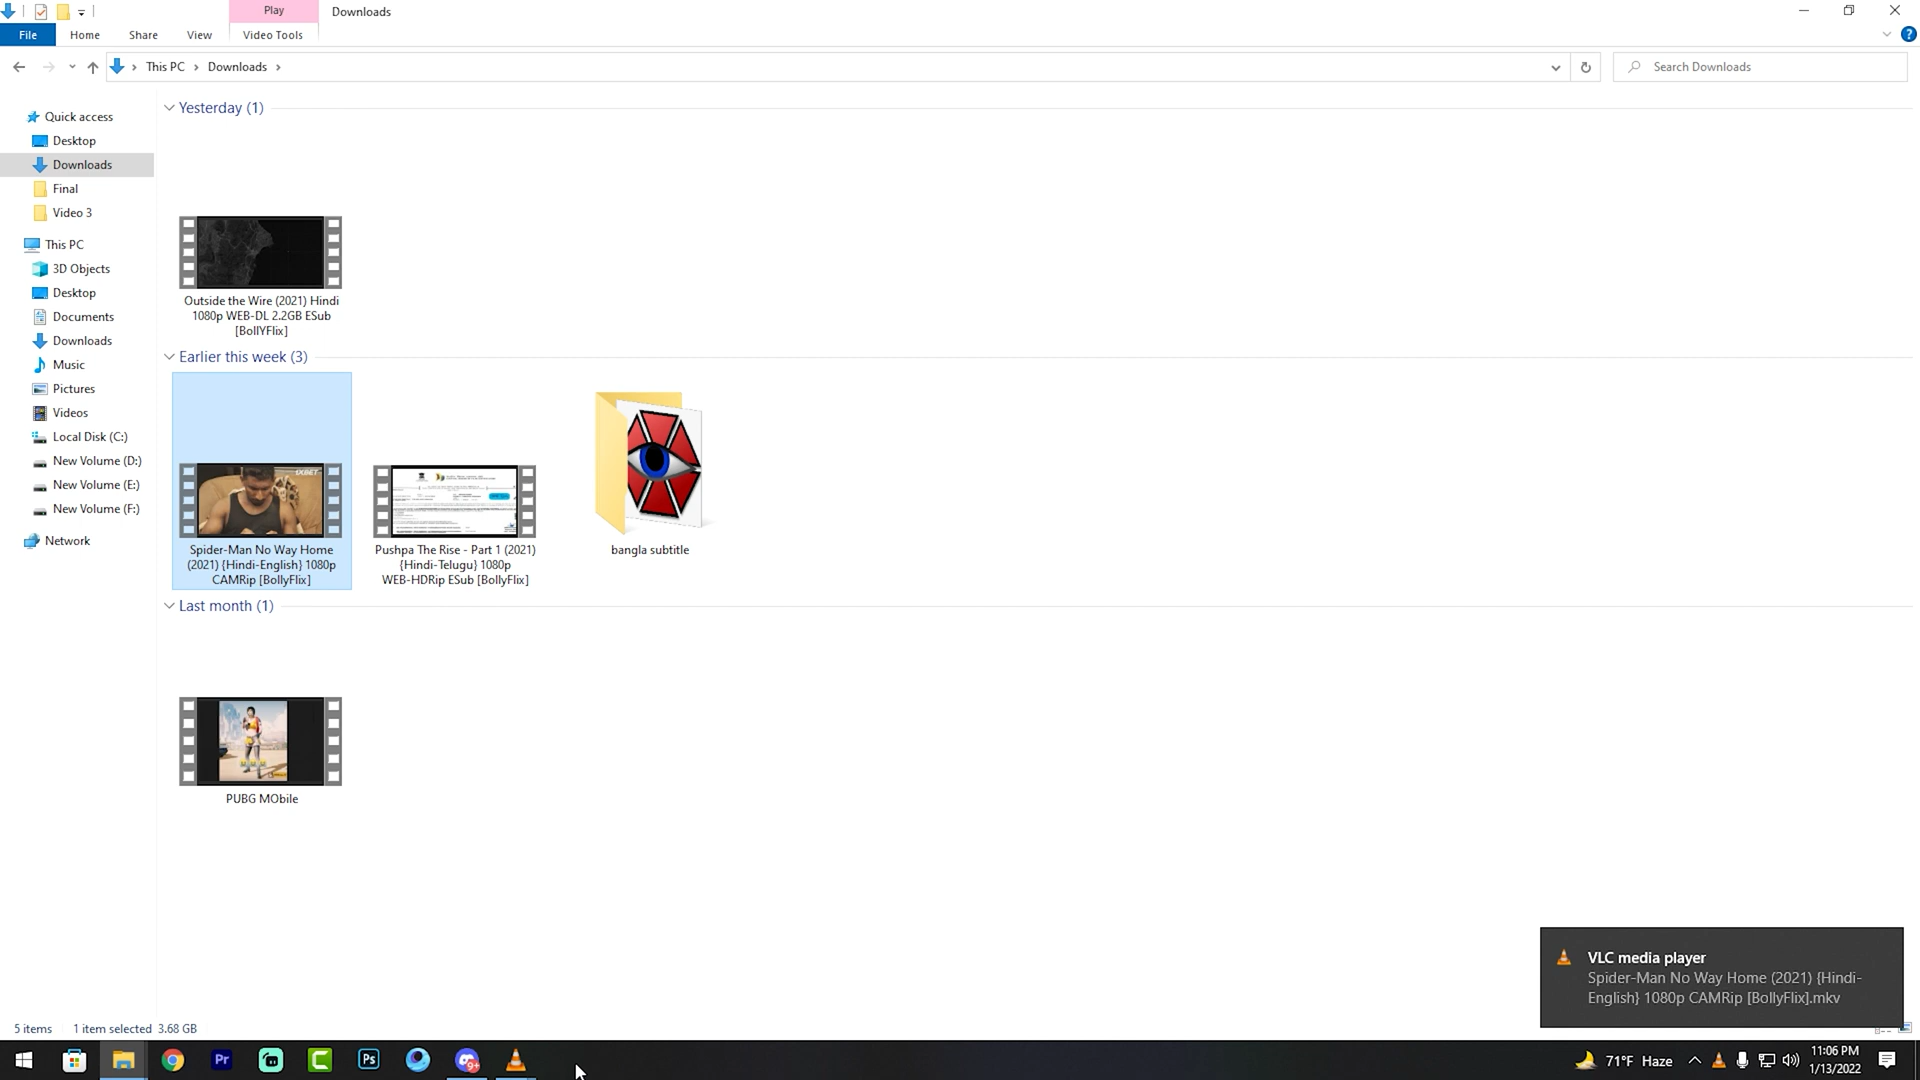 Play
Downloads
File
Home
Share
View
Video Tools
This PC
Downloads
Search Downloads
Quick access
Desktop
Downloads
Final
Video 3
This PC
3D Objects
Desktop
Documents
Downloads
Music
Pictures
Videos
Local Disk (C:)
New Volume (D:)
New Volume (E:)
New Volume (F:)
Network
Yesterday (1)
Outside the Wire (2021) Hindi
1080p WEB-DL 2.2GB ESub
[BollYFlix]
Earlier this week (3)
1XBET
Spider-Man No Way Home
(2021) {Hindi-English} 1080p
CAMRip [BollyFlix]
Pushpa The Rise - Part 1 (2021)
{Hindi-Telugu} 1080p
WEB-HDRip ESub [BollyFlix]
bangla subtitle
Last month (1)
PUBG MObile
VLC media player
Spider-Man No Way Home (2021) {Hindi-
English} 1080p CAMRip [BollyFlix].mkv
5 items
1 item selected 3.68 GB
Pr
Ps
9+
71°F Haze
11:06 PM
1/13/2022